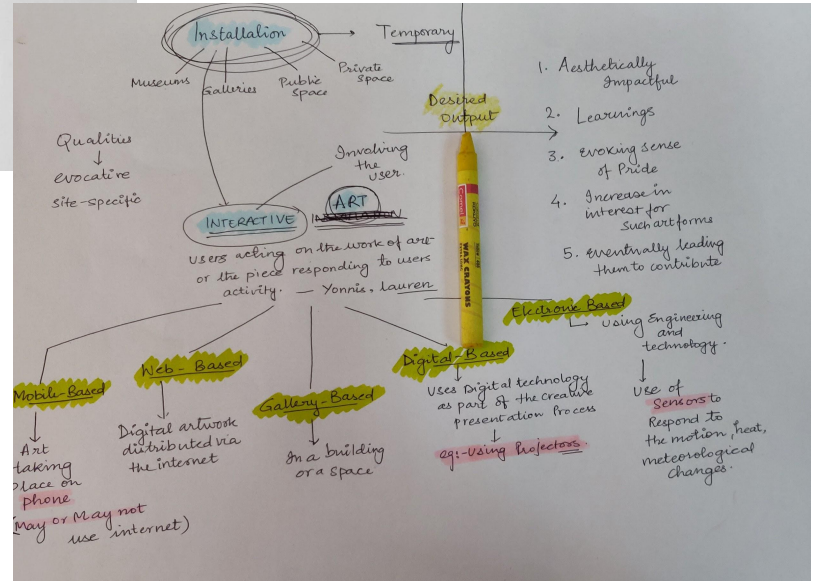 Installation
Temporary
Museums
Galleries
Public
Space
Private
Space
Qualities
evocative
site-specific
Involving
the
user.
INTERACTIVE
ART
users acting on the work of art
or the piece responding to users
activity. — Yonnis, lauren
Desired
Output
1. Aesthetically
Impactful
2. Learnings
3. Evoking sense
of Pride
4. Increase in
interest for
such art forms
5. eventually leading
them to contribute
WAX CRAYONS
Mobile-Based
Art
taking
place on
phone
(May or May not
use internet)
Web-Based
Digital artwork
distributed via
the internet
Gallery-Based
In a building
or a space
Digital-Based
Uses Digital technology
as part of the creative
presentation Process
eg:-Using Projectors.
Electronic Based
using Engineering
and
technology.
Use of
Sensors to
Respond to
the motion, heat,
meteorological
changes.